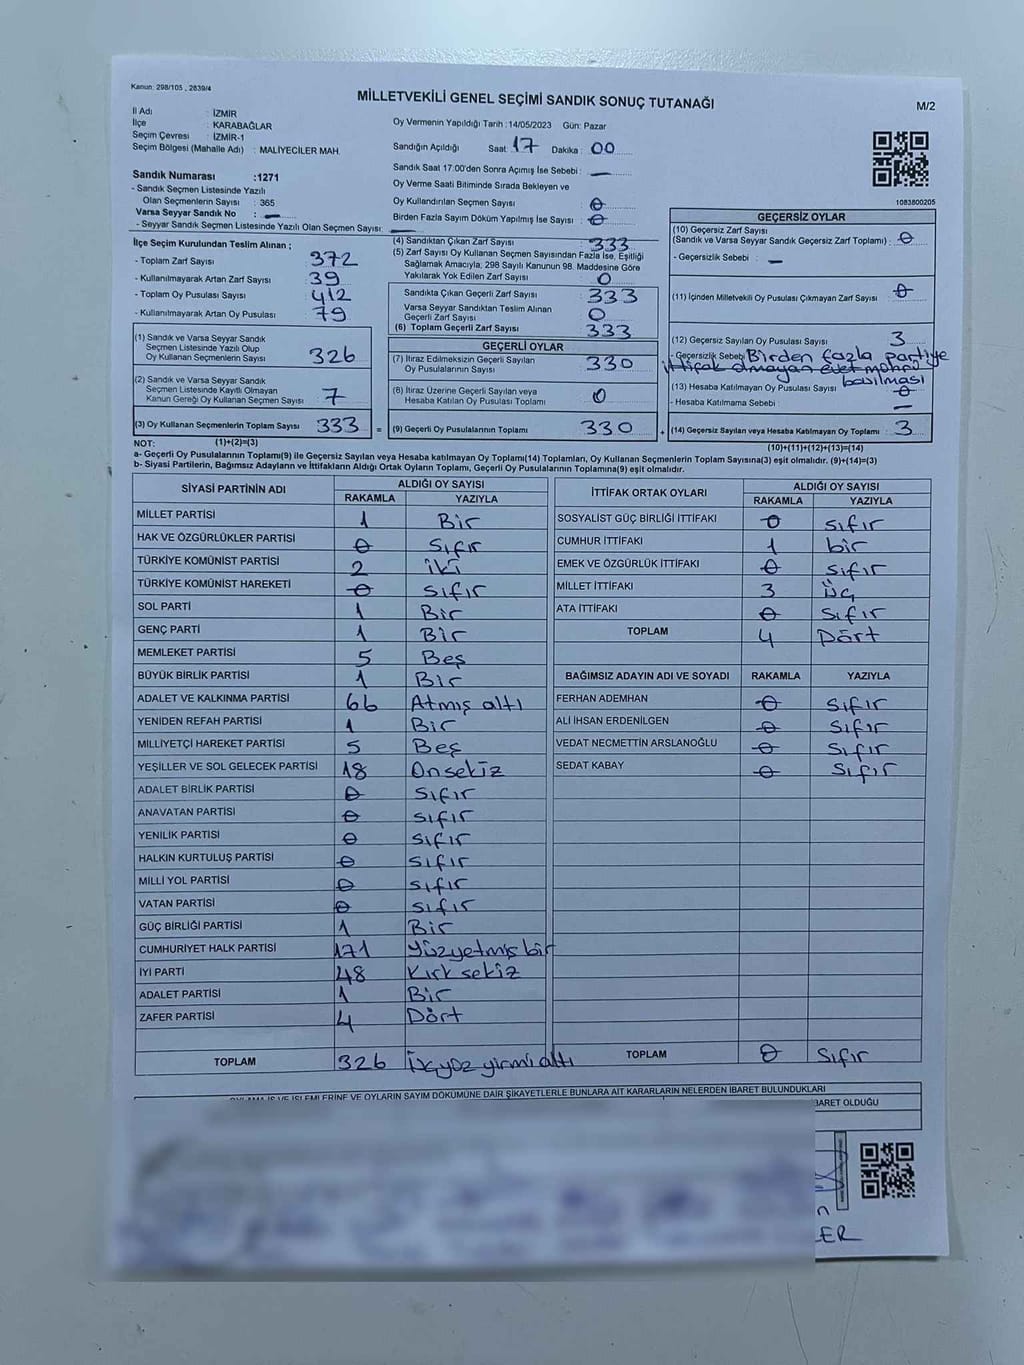 Kanun: 298/105 , 2839/4
MİLLETVEKİLİ GENEL SEÇİMİ SANDIK SONUÇ TUTANAĞI
M/2
İl Adı : İZMİR
İlçe : KARABAĞLAR
Seçim Çevresi : İZMİR-1
Seçim Bölgesi (Mahalle Adı) : MALİYECİLER MAH.
Oy Vermenin Yapıldığı Tarih :14/05/2023 Gün: Pazar
Sandığın Açıldığı Saat: 17 Dakika : 00
Sandık Saat 17:00'den Sonra Açımış İse Sebebi : —
Oy Verme Saati Bitiminde Sırada Bekleyen ve
Oy Kullandırılan Seçmen Sayısı : 0
Birden Fazla Sayım Döküm Yapılmış İse Sayısı : 0
Sandık Numarası :1271
- Sandık Seçmen Listesinde Yazılı
Olan Seçmenlerin Sayısı : 365
Varsa Seyyar Sandık No : —
- Seyyar Sandık Seçmen Listesinde Yazılı Olan Seçmen Sayısı: —
1083800205
İlçe Seçim Kurulundan Teslim Alınan ;
- Toplam Zarf Sayısı 372
- Kullanılmayarak Artan Zarf Sayısı 39
- Toplam Oy Pusulası Sayısı 412
- Kullanılmayarak Artan Oy Pusulası 79
(1) Sandık ve Varsa Seyyar Sandık
Seçmen Listesinde Yazılı Olup
Oy Kullanan Seçmenlerin Sayısı 326
(2) Sandık ve Varsa Seyyar Sandık
Seçmen Listesinde Kayıtlı Olmayan
Kanun Gereği Oy Kullanan Seçmen Sayısı 7
(3) Oy Kullanan Seçmenlerin Toplam Sayısı 333 =
(4) Sandıktan Çıkan Zarf Sayısı 333
(5) Zarf Sayısı Oy Kullanan Seçmen Sayısından Fazla İse, Eşitliği
Sağlamak Amacıyla, 298 Sayılı Kanunun 98. Maddesine Göre
Yakılarak Yok Edilen Zarf Sayısı 0
Sandıkta Çıkan Geçerli Zarf Sayısı 333
Varsa Seyyar Sandıktan Teslim Alınan
Geçerli Zarf Sayısı 0
(6) Toplam Geçerli Zarf Sayısı 333
GEÇERLİ OYLAR
(7) İtiraz Edilmeksizin Geçerli Sayılan
Oy Pusulalarının Sayısı 330
(8) İtiraz Üzerine Geçerli Sayılan veya
Hesaba Katılan Oy Pusulası Toplamı 0
(9) Geçerli Oy Pusulalarının Toplamı 330 +
GEÇERSİZ OYLAR
(10) Geçersiz Zarf Sayısı
(Sandık ve Varsa Seyyar Sandık Geçersiz Zarf Toplamı) : 0
- Geçersizlik Sebebi : —
(11) İçinden Milletvekili Oy Pusulası Çıkmayan Zarf Sayısı 0
(12) Geçersiz Sayılan Oy Pusulası Sayısı 3
- Geçersizlik Sebebi Birden fazla partiye
ittifak olmayan evet mührü
basılması
(13) Hesaba Katılmayan Oy Pusulası Sayısı 0
- Hesaba Katılmama Sebebi : —
(14) Geçersiz Sayılan veya Hesaba Katılmayan Oy Toplamı : 3
NOT: (1)+(2)=(3)
(10)+(11)+(12)+(13)=(14)
a- Geçerli Oy Pusulalarının Toplamı(9) ile Geçersiz Sayılan veya Hesaba Katılmayan Oy Toplamı(14) Toplamları, Oy Kullanan Seçmenlerin Toplam Sayısına(3) eşit olmalıdır. (9)+(14)=(3)
b- Siyasi Partilerin, Bağımsız Adayların ve İttifakların Aldığı Ortak Oyların Toplamı, Geçerli Oy Pusulalarının Toplamına(9) eşit olmalıdır.
SİYASİ PARTİNİN ADI ALDIĞI OY SAYISI
RAKAMLA YAZIYLA
MİLLET PARTİSİ 1 Bir
HAK VE ÖZGÜRLÜKLER PARTİSİ 0 Sıfır
TÜRKİYE KOMÜNİST PARTİSİ 2 iki
TÜRKİYE KOMÜNİST HAREKETİ 0 Sıfır
SOL PARTİ 1 Bir
GENÇ PARTİ 1 Bir
MEMLEKET PARTİSİ 5 Beş
BÜYÜK BİRLİK PARTİSİ 1 Bir
ADALET VE KALKINMA PARTİSİ 66 Atmış altı
YENİDEN REFAH PARTİSİ 1 Bir
MİLLİYETÇİ HAREKET PARTİSİ 5 Beş
YEŞİLLER VE SOL GELECEK PARTİSİ 18 Onsekiz
ADALET BİRLİK PARTİSİ 0 Sıfır
ANAVATAN PARTİSİ 0 Sıfır
YENİLİK PARTİSİ 0 Sıfır
HALKIN KURTULUŞ PARTİSİ 0 Sıfır
MİLLİ YOL PARTİSİ 0 Sıfır
VATAN PARTİSİ 0 Sıfır
GÜÇ BİRLİĞİ PARTİSİ 1 Bir
CUMHURİYET HALK PARTİSİ 171 Yüzyetmiş bir
İYİ PARTİ 48 Kırk sekiz
ADALET PARTİSİ 1 Bir
ZAFER PARTİSİ 4 Dört
TOPLAM 326 Üçyüz yirmi altı
İTTİFAK ORTAK OYLARI ALDIĞI OY SAYISI
RAKAMLA YAZIYLA
SOSYALİST GÜÇ BİRLİĞİ İTTİFAKI 0 Sıfır
CUMHUR İTTİFAKI 1 bir
EMEK VE ÖZGÜRLÜK İTTİFAKI 0 Sıfır
MİLLET İTTİFAKI 3 Üç
ATA İTTİFAKI 0 Sıfır
TOPLAM 4 Dört
BAĞIMSIZ ADAYIN ADI VE SOYADI RAKAMLA YAZIYLA
FERHAN ADEMHAN 0 Sıfır
ALİ İHSAN ERDENİLGEN 0 Sıfır
VEDAT NECMETTİN ARSLANOĞLU 0 Sıfır
SEDAT KABAY 0 Sıfır
TOPLAM 0 Sıfır
OYLAMA İŞ VE İŞLEMLERİNE VE OYLARIN SAYIM DÖKÜMÜNE DAİR ŞİKAYETLERLE BUNLARA AİT KARARLARIN NELERDEN İBARET BULUNDUKLARI
BARET OLDUĞU
ER